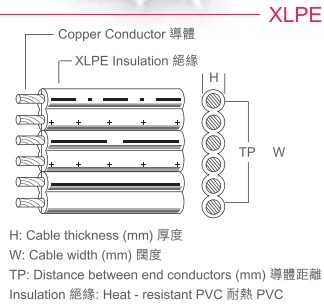 XLPE
Copper Conductor 導體
XLPE Insulation 絕緣
H
TP
W
H: Cable thickness (mm) 厚度
W: Cable width (mm) 闊度
TP: Distance between end conductors (mm) 導體距離
Insulation 絕緣: Heat - resistant PVC 耐熱 PVC